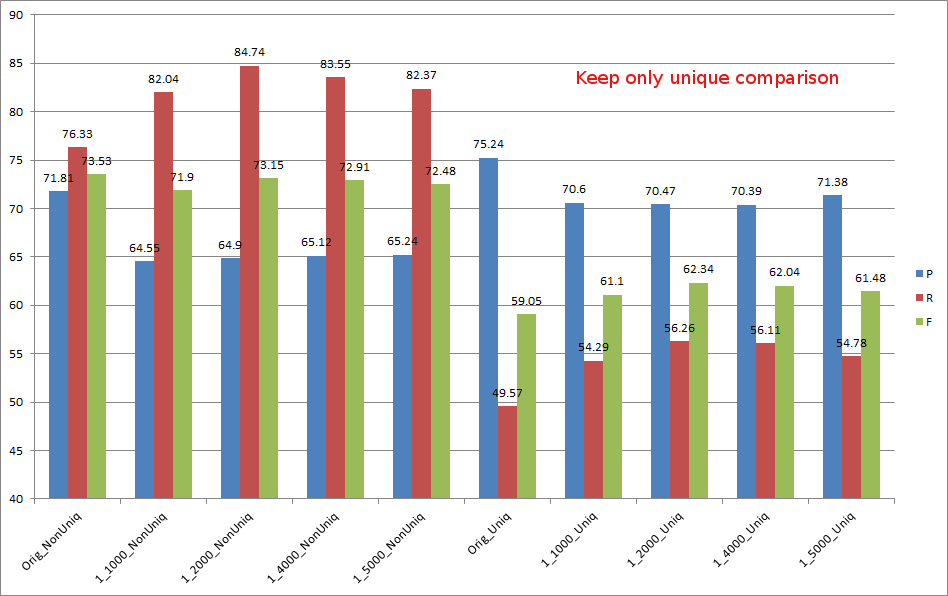 90
85
80
75
70
65
60
55
50
45
40
Keep only unique comparison
71.81
76.33
73.53
64.55
82.04
71.9
64.9
84.74
73.15
65.12
83.55
72.91
65.24
82.37
72.48
75.24
49.57
59.05
70.6
54.29
61.1
70.47
56.26
62.34
70.39
56.11
62.04
71.38
54.78
61.48
P
R
F
Orig_NonUniq
1_1000_NonUniq
1_2000_NonUniq
1_4000_NonUniq
1_5000_NonUniq
Orig_Uniq
1_1000_Uniq
1_2000_Uniq
1_4000_Uniq
1_5000_Uniq